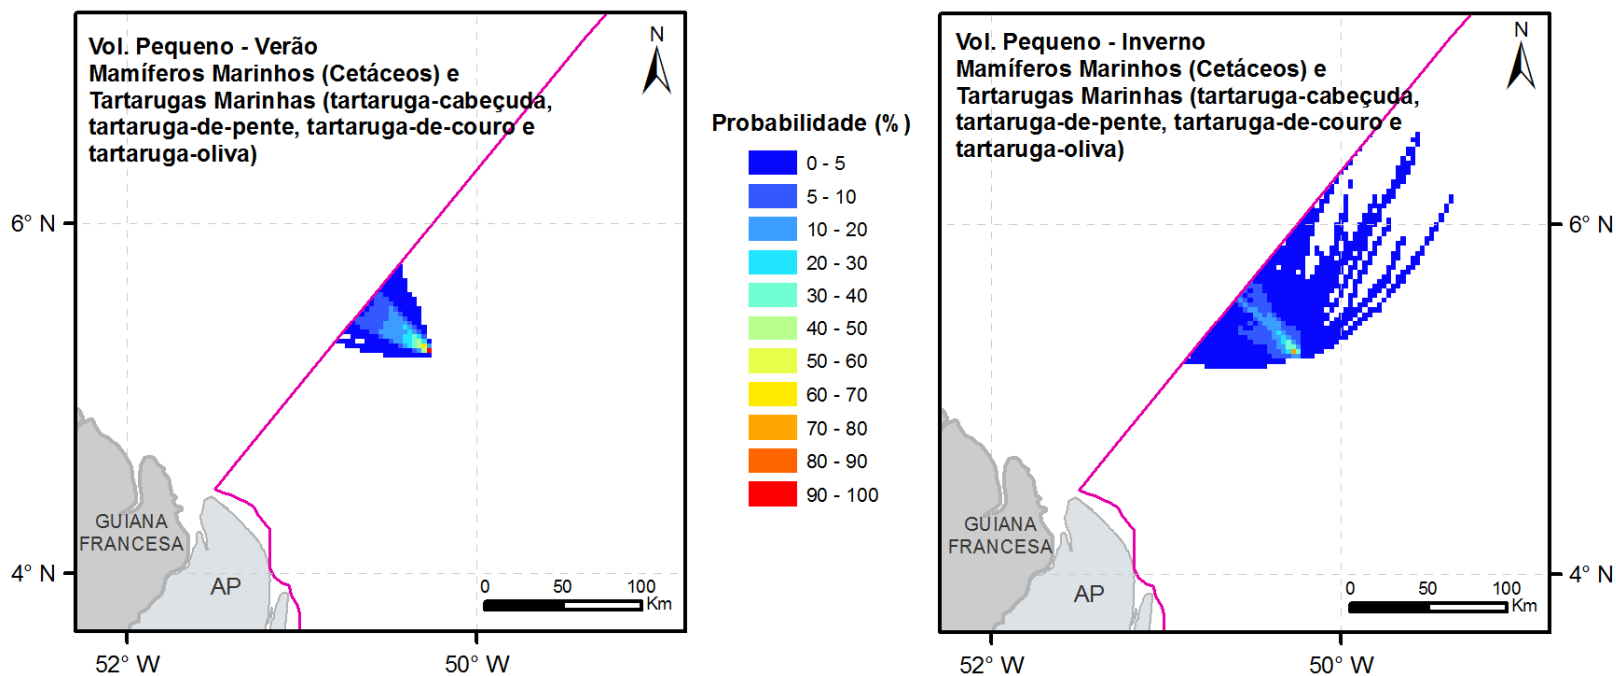 Vol. Pequeno - Verão
Mamíferos Marinhos (Cetáceos) e
Tartarugas Marinhas (tartaruga-cabeçuda,
tartaruga-de-pente, tartaruga-de-couro e
tartaruga-oliva)
N
6° N
4° N
GUIANA
FRANCESA
AP
0 50 100
Km
52° W 50° W
Probabilidade (%)
0 - 5
5 - 10
10 - 20
20 - 30
30 - 40
40 - 50
50 - 60
60 - 70
70 - 80
80 - 90
90 - 100
Vol. Pequeno - Inverno
Mamíferos Marinhos (Cetáceos) e
Tartarugas Marinhas (tartaruga-cabeçuda,
tartaruga-de-pente, tartaruga-de-couro e
tartaruga-oliva)
N
6° N
4° N
GUIANA
FRANCESA
AP
0 50 100
Km
52° W 50° W